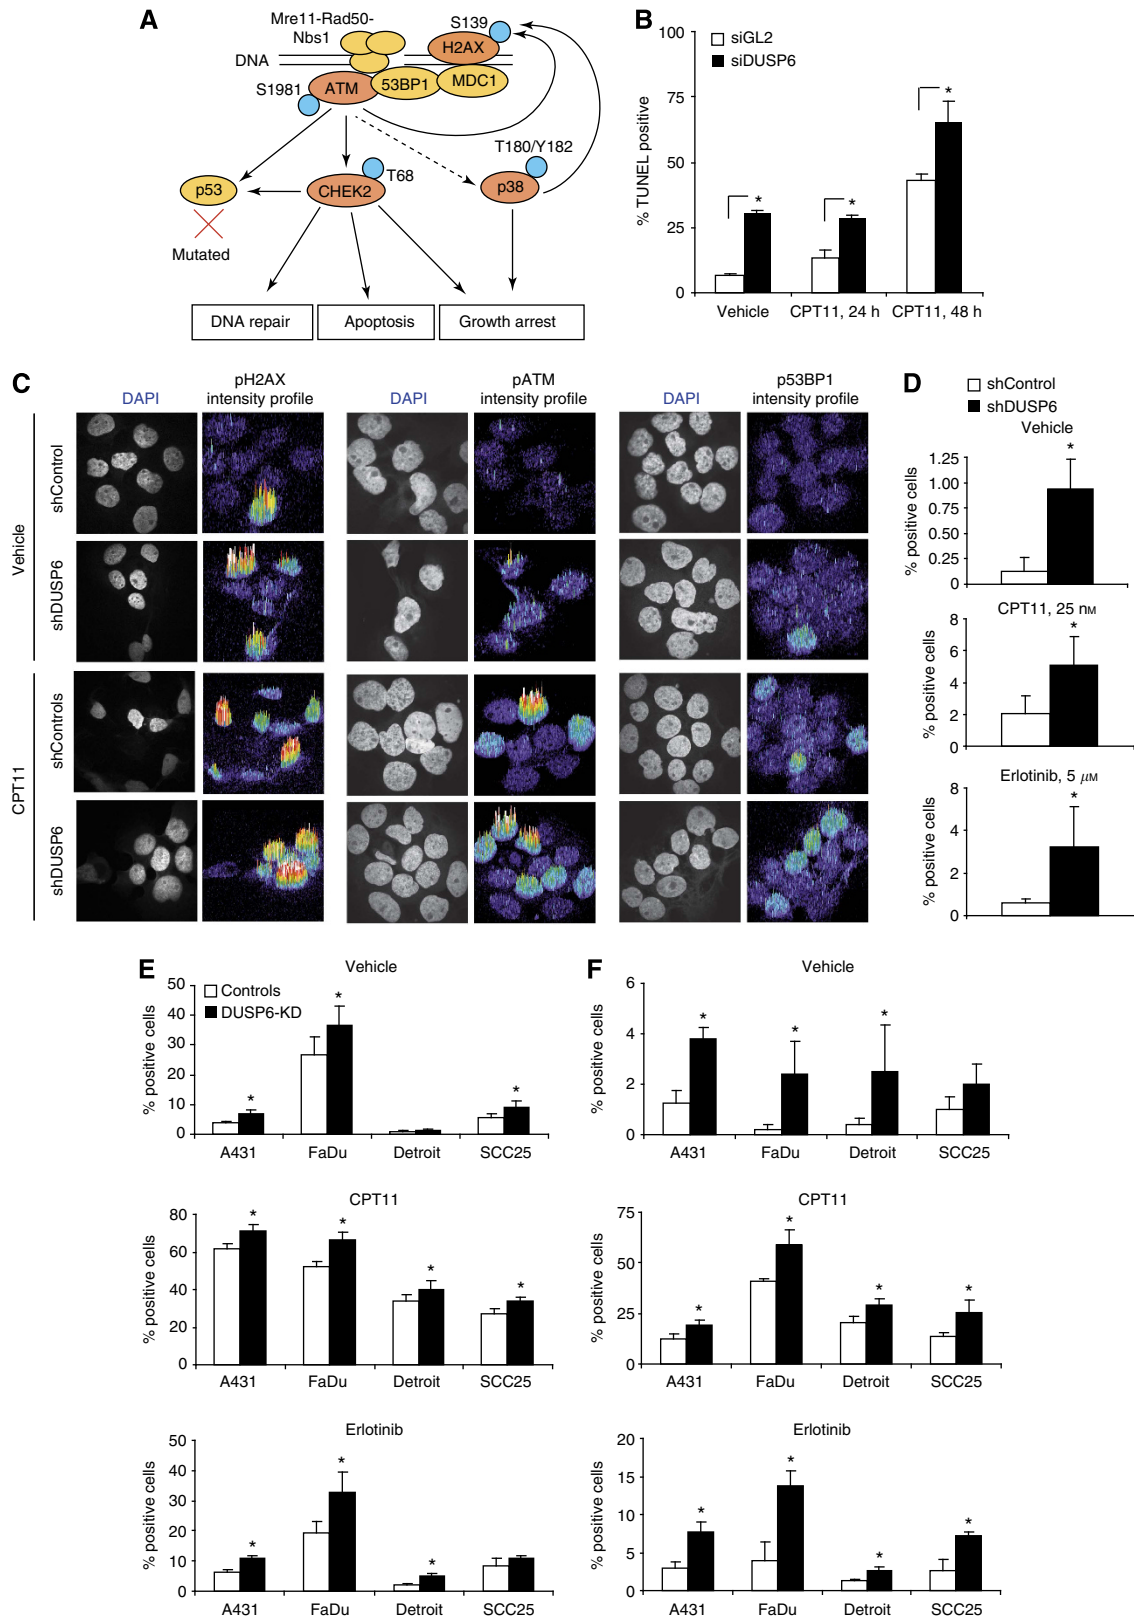 A
Mre11-Rad50-
Nbs1
S139
H2AX
DNA
S1981
ATM
53BP1
MDC1
T180/Y182
p53
CHEK2
T68
p38
Mutated
DNA repair
Apoptosis
Growth arrest
B
siGL2
siDUSP6
% TUNEL positive
100
75
50
25
0
*
*
*
Vehicle
CPT11, 24 h
CPT11, 48 h
C
DAPI
pH2AX
intensity profile
DAPI
pATM
intensity profile
DAPI
p53BP1
intensity profile
Vehicle
shControl
shDUSP6
CPT11
shControls
shDUSP6
D
shControl
shDUSP6
Vehicle
% positive cells
1.25
1.00
0.75
0.50
0.25
0
*
CPT11, 25 nM
% positive cells
8
6
4
2
0
*
Erlotinib, 5 μM
% positive cells
8
4
2
0
*
E
Vehicle
Controls
DUSP6-KD
% positive cells
50
40
30
20
10
0
*
*
*
A431
FaDu
Detroit
SCC25
CPT11
% positive cells
80
60
40
20
0
*
*
*
*
A431
FaDu
Detroit
SCC25
Erlotinib
% positive cells
50
40
30
20
10
0
*
*
*
A431
FaDu
Detroit
SCC25
F
Vehicle
% positive cells
6
4
2
0
*
*
*
A431
FaDu
Detroit
SCC25
CPT11
% positive cells
75
50
25
0
*
*
*
*
A431
FaDu
Detroit
SCC25
Erlotinib
% positive cells
20
15
10
5
0
*
*
*
*
A431
FaDu
Detroit
SCC25